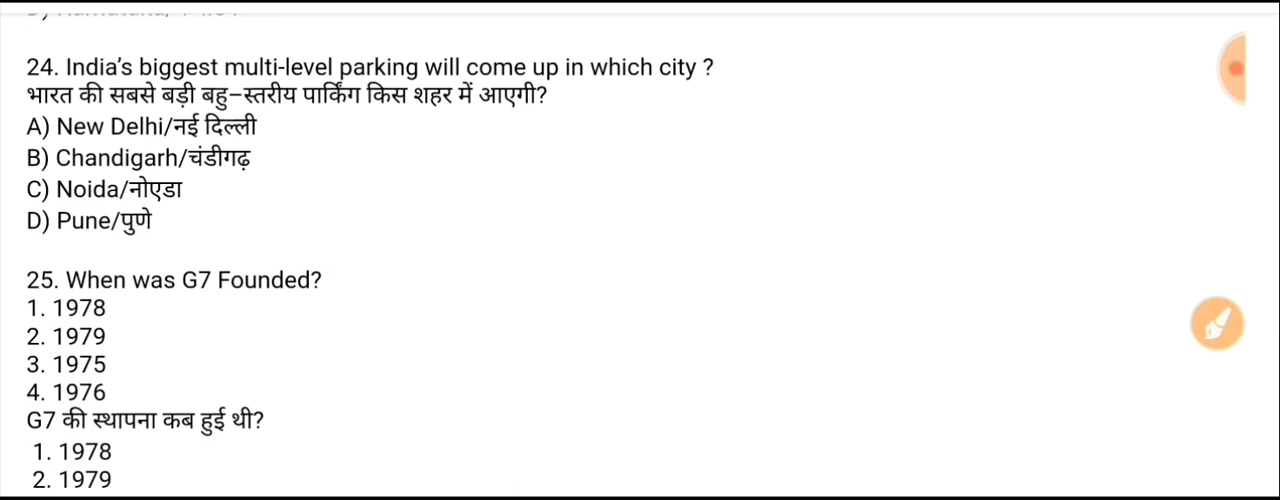 24. India's biggest multi-level parking will come up in which city ?
भारत की सबसे बड़ी बहु-स्तरीय पार्किंग किस शहर में आएगी?
A) New Delhi/नई दिल्ली
B) Chandigarh/चंडीगढ़
C) Noida/नोएडा
D) Pune/पुणे
25. When was G7 Founded?
1. 1978
2. 1979
3. 1975
4. 1976
G7 की स्थापना कब हुई थी?
1. 1978
2. 1979